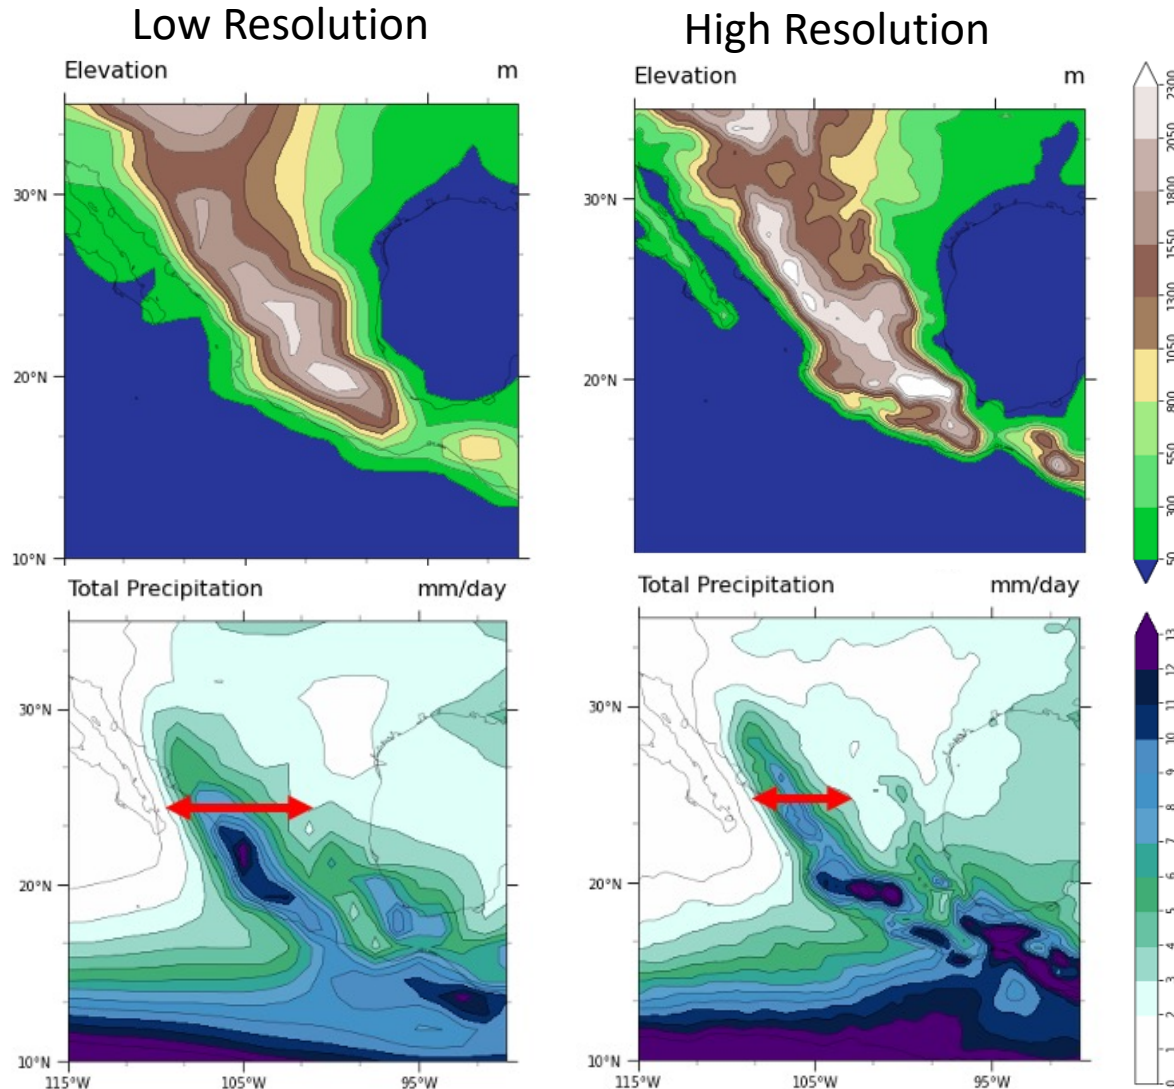 Low Resolution
High Resolution
Elevation
m
Elevation
m
30°N
20°N
10°N
30°N
20°N
2300
2050
1800
1550
1300
1050
800
550
300
50
Total Precipitation
mm/day
Total Precipitation
mm/day
30°N
20°N
10°N
115°W
105°W
95°W
30°N
20°N
10°N
115°W
105°W
95°W
13
12
11
10
9
8
7
6
5
4
3
2
1
0